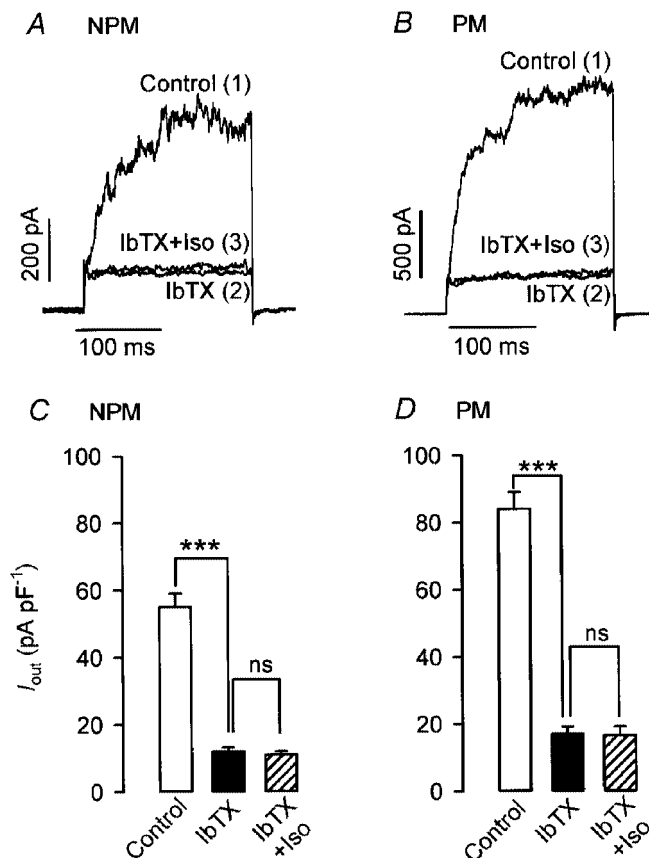 A NPM
Control (1)
200 pA
IbTX+Iso (3)
IbTX (2)
100 ms
B PM
Control (1)
500 pA
IbTX+Iso (3)
IbTX (2)
100 ms
C NPM
I_out (pA pF⁻¹)
100
80
60
40
20
0
***
ns
Control
IbTX
IbTX
+Iso
D PM
100
80
60
40
20
0
***
ns
Control
IbTX
IbTX
+Iso